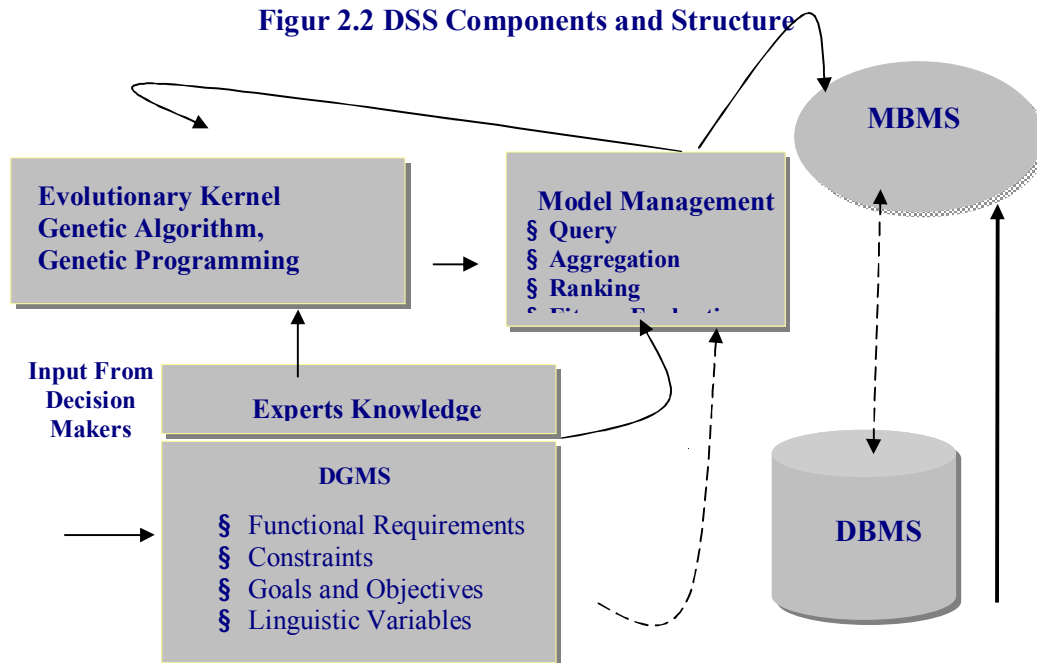 Figur 2.2 DSS Components and Structure
MBMS
Evolutionary Kernel
Genetic Algorithm,
Genetic Programming
Model Management
§ Query
§ Aggregation
§ Ranking
§
Input From
Decision
Makers
Experts Knowledge
DGMS
§ Functional Requirements
§ Constraints
§ Goals and Objectives
§ Linguistic Variables
DBMS